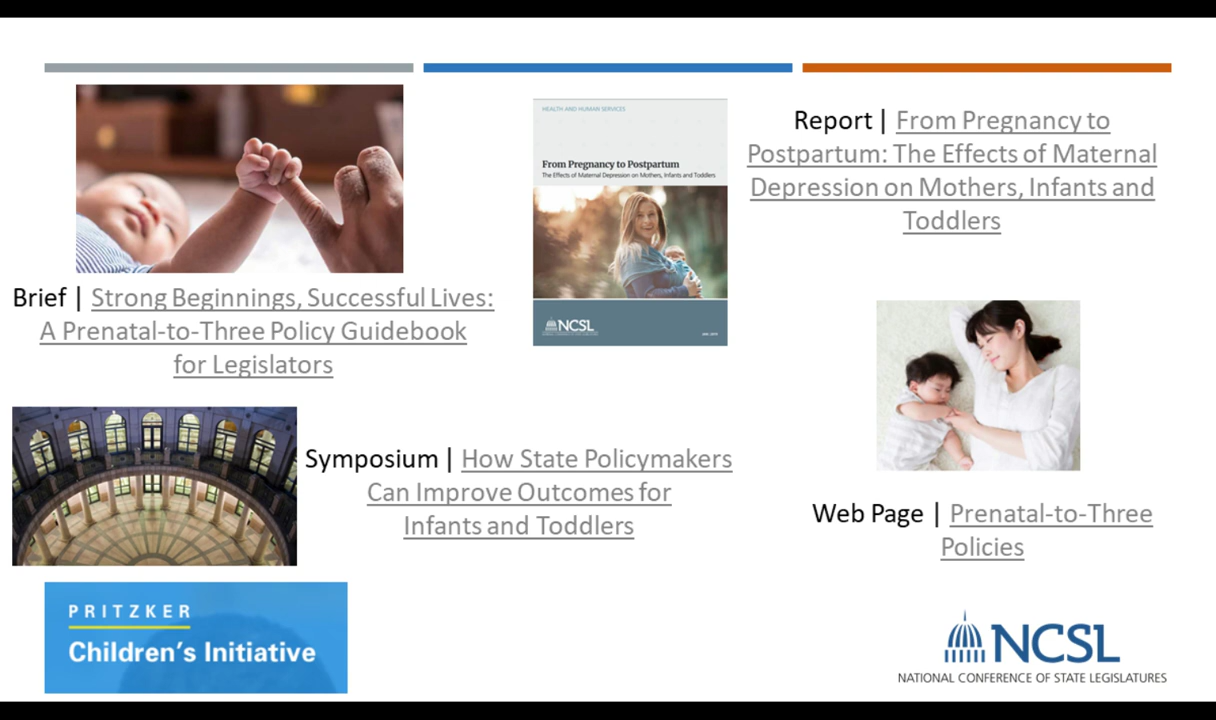 Brief | Strong Beginnings, Successful Lives:
A Prenatal-to-Three Policy Guidebook
for Legislators
HEALTH AND HUMAN SERVICES
From Pregnancy to Postpartum
The Effects of Maternal Depression on Mothers, Infants and Toddlers
NCSL
Report | From Pregnancy to
Postpartum: The Effects of Maternal
Depression on Mothers, Infants and
Toddlers
Symposium | How State Policymakers
Can Improve Outcomes for
Infants and Toddlers
Web Page | Prenatal-to-Three
Policies
PRITZKER
Children's Initiative
NCSL
NATIONAL CONFERENCE OF STATE LEGISLATURES